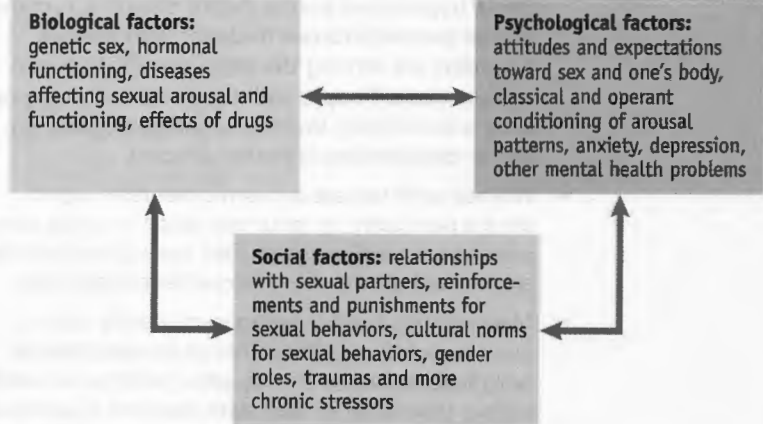 Biological factors:
genetic sex, hormonal
functioning, diseases
affecting sexual arousal and
functioning, effects of drugs
Psychological factors:
attitudes and expectations
toward sex and one's body,
classical and operant
conditioning of arousal
patterns, anxiety, depression,
other mental health problems
Social factors: relationships
with sexual partners, reinforce-
ments and punishments for
sexual behaviors, cultural norms
for sexual behaviors, gender
roles, traumas and more
chronic stressors